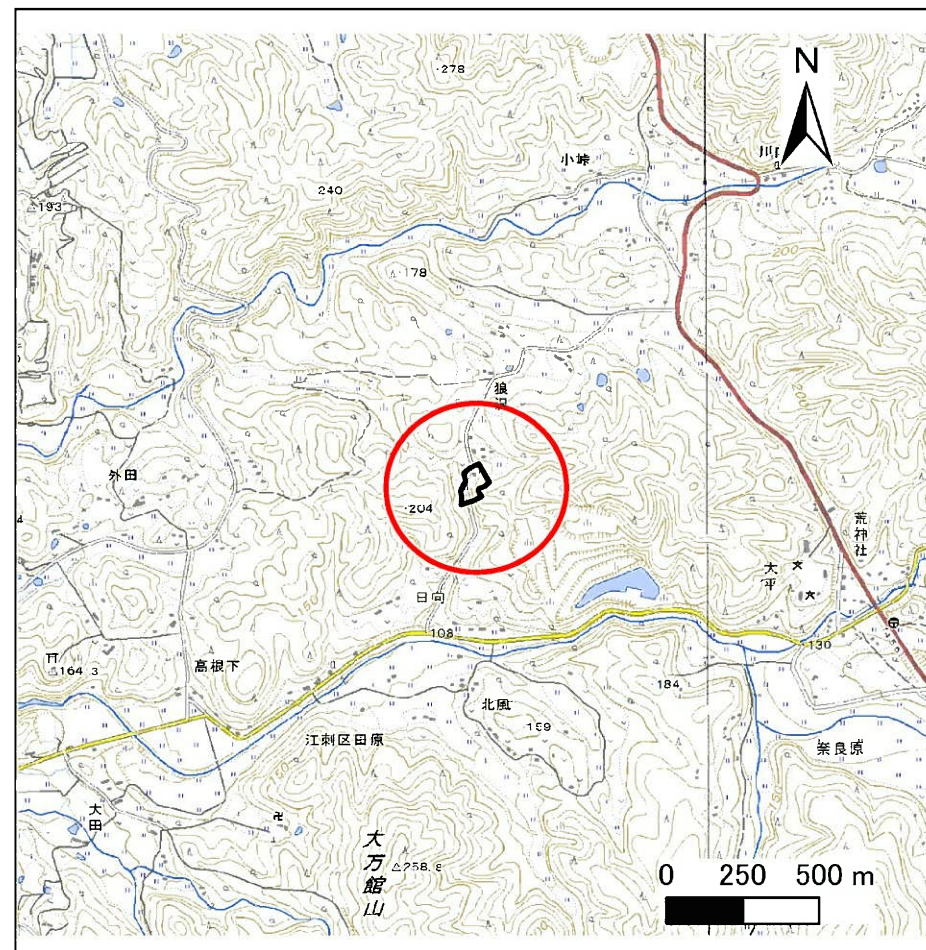 ·278
N
小峠
240
△193
200
·178
狼沢
200
外田
·204
荒神社
大平
日向
108
130
164.3
高根下
184
北風
159
江刺区田原
奈良原
大田
大万館山
△258.8
0 250 500 m